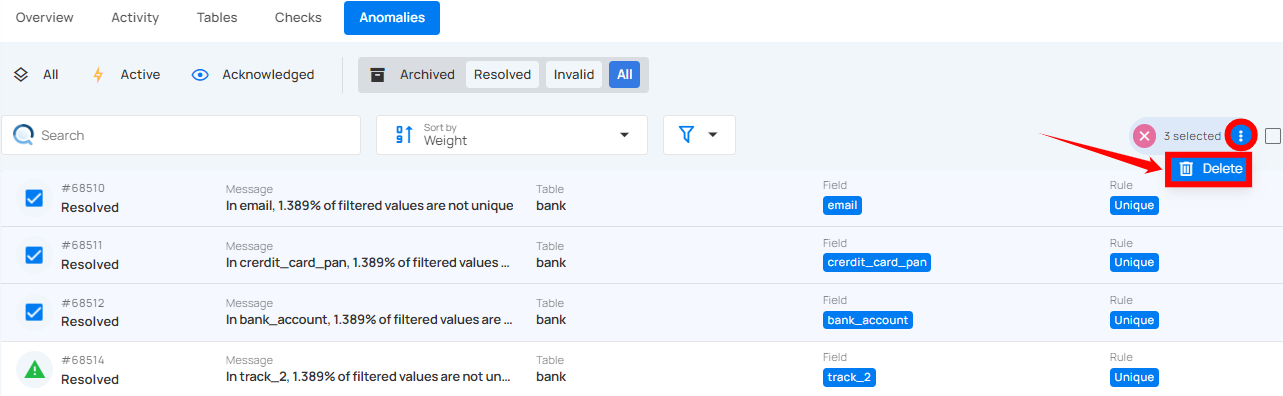 Overview Activity Tables Checks Anomalies
All Active Acknowledged Archived Resolved Invalid All
Search Sort by
Weight 3 selected
Delete
#68510 Message Table Field Rule
Resolved In email, 1.389% of filtered values are not unique bank email Unique
#68511 Message Table Field Rule
Resolved In crerdit_card_pan, 1.389% of filtered values ... bank crerdit_card_pan Unique
#68512 Message Table Field Rule
Resolved In bank_account, 1.389% of filtered values are ... bank bank_account Unique
#68514 Message Table Field Rule
Resolved In track_2, 1.389% of filtered values are not un... bank track_2 Unique